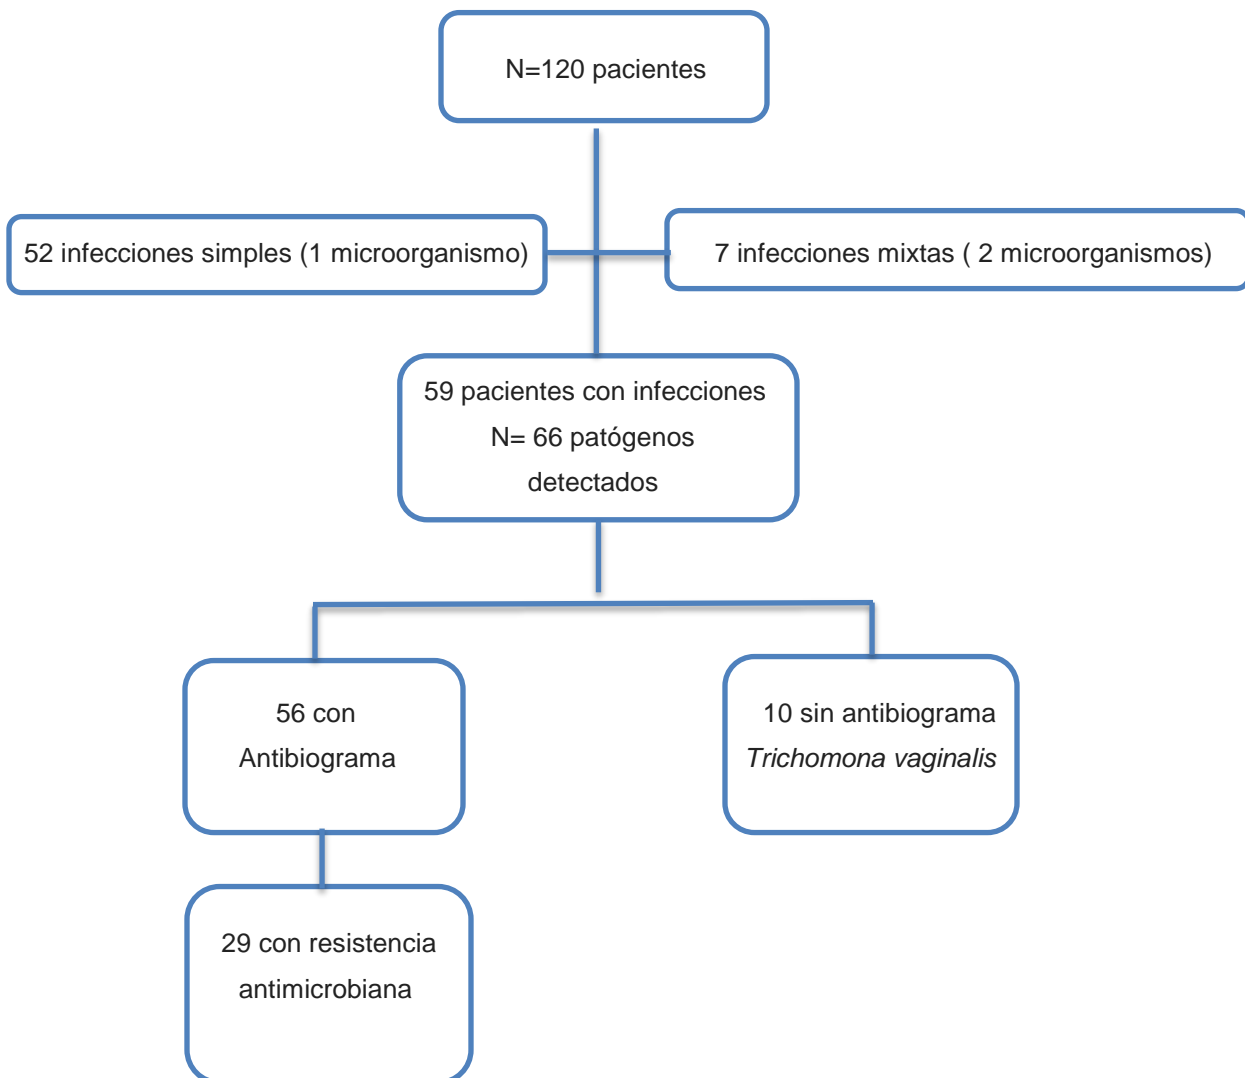 N=120 pacientes
52 infecciones simples (1 microorganismo)
7 infecciones mixtas ( 2 microorganismos)
59 pacientes con infecciones
N= 66 patógenos
detectados
56 con
Antibiograma
10 sin antibiograma
Trichomona vaginalis
29 con resistencia
antimicrobiana